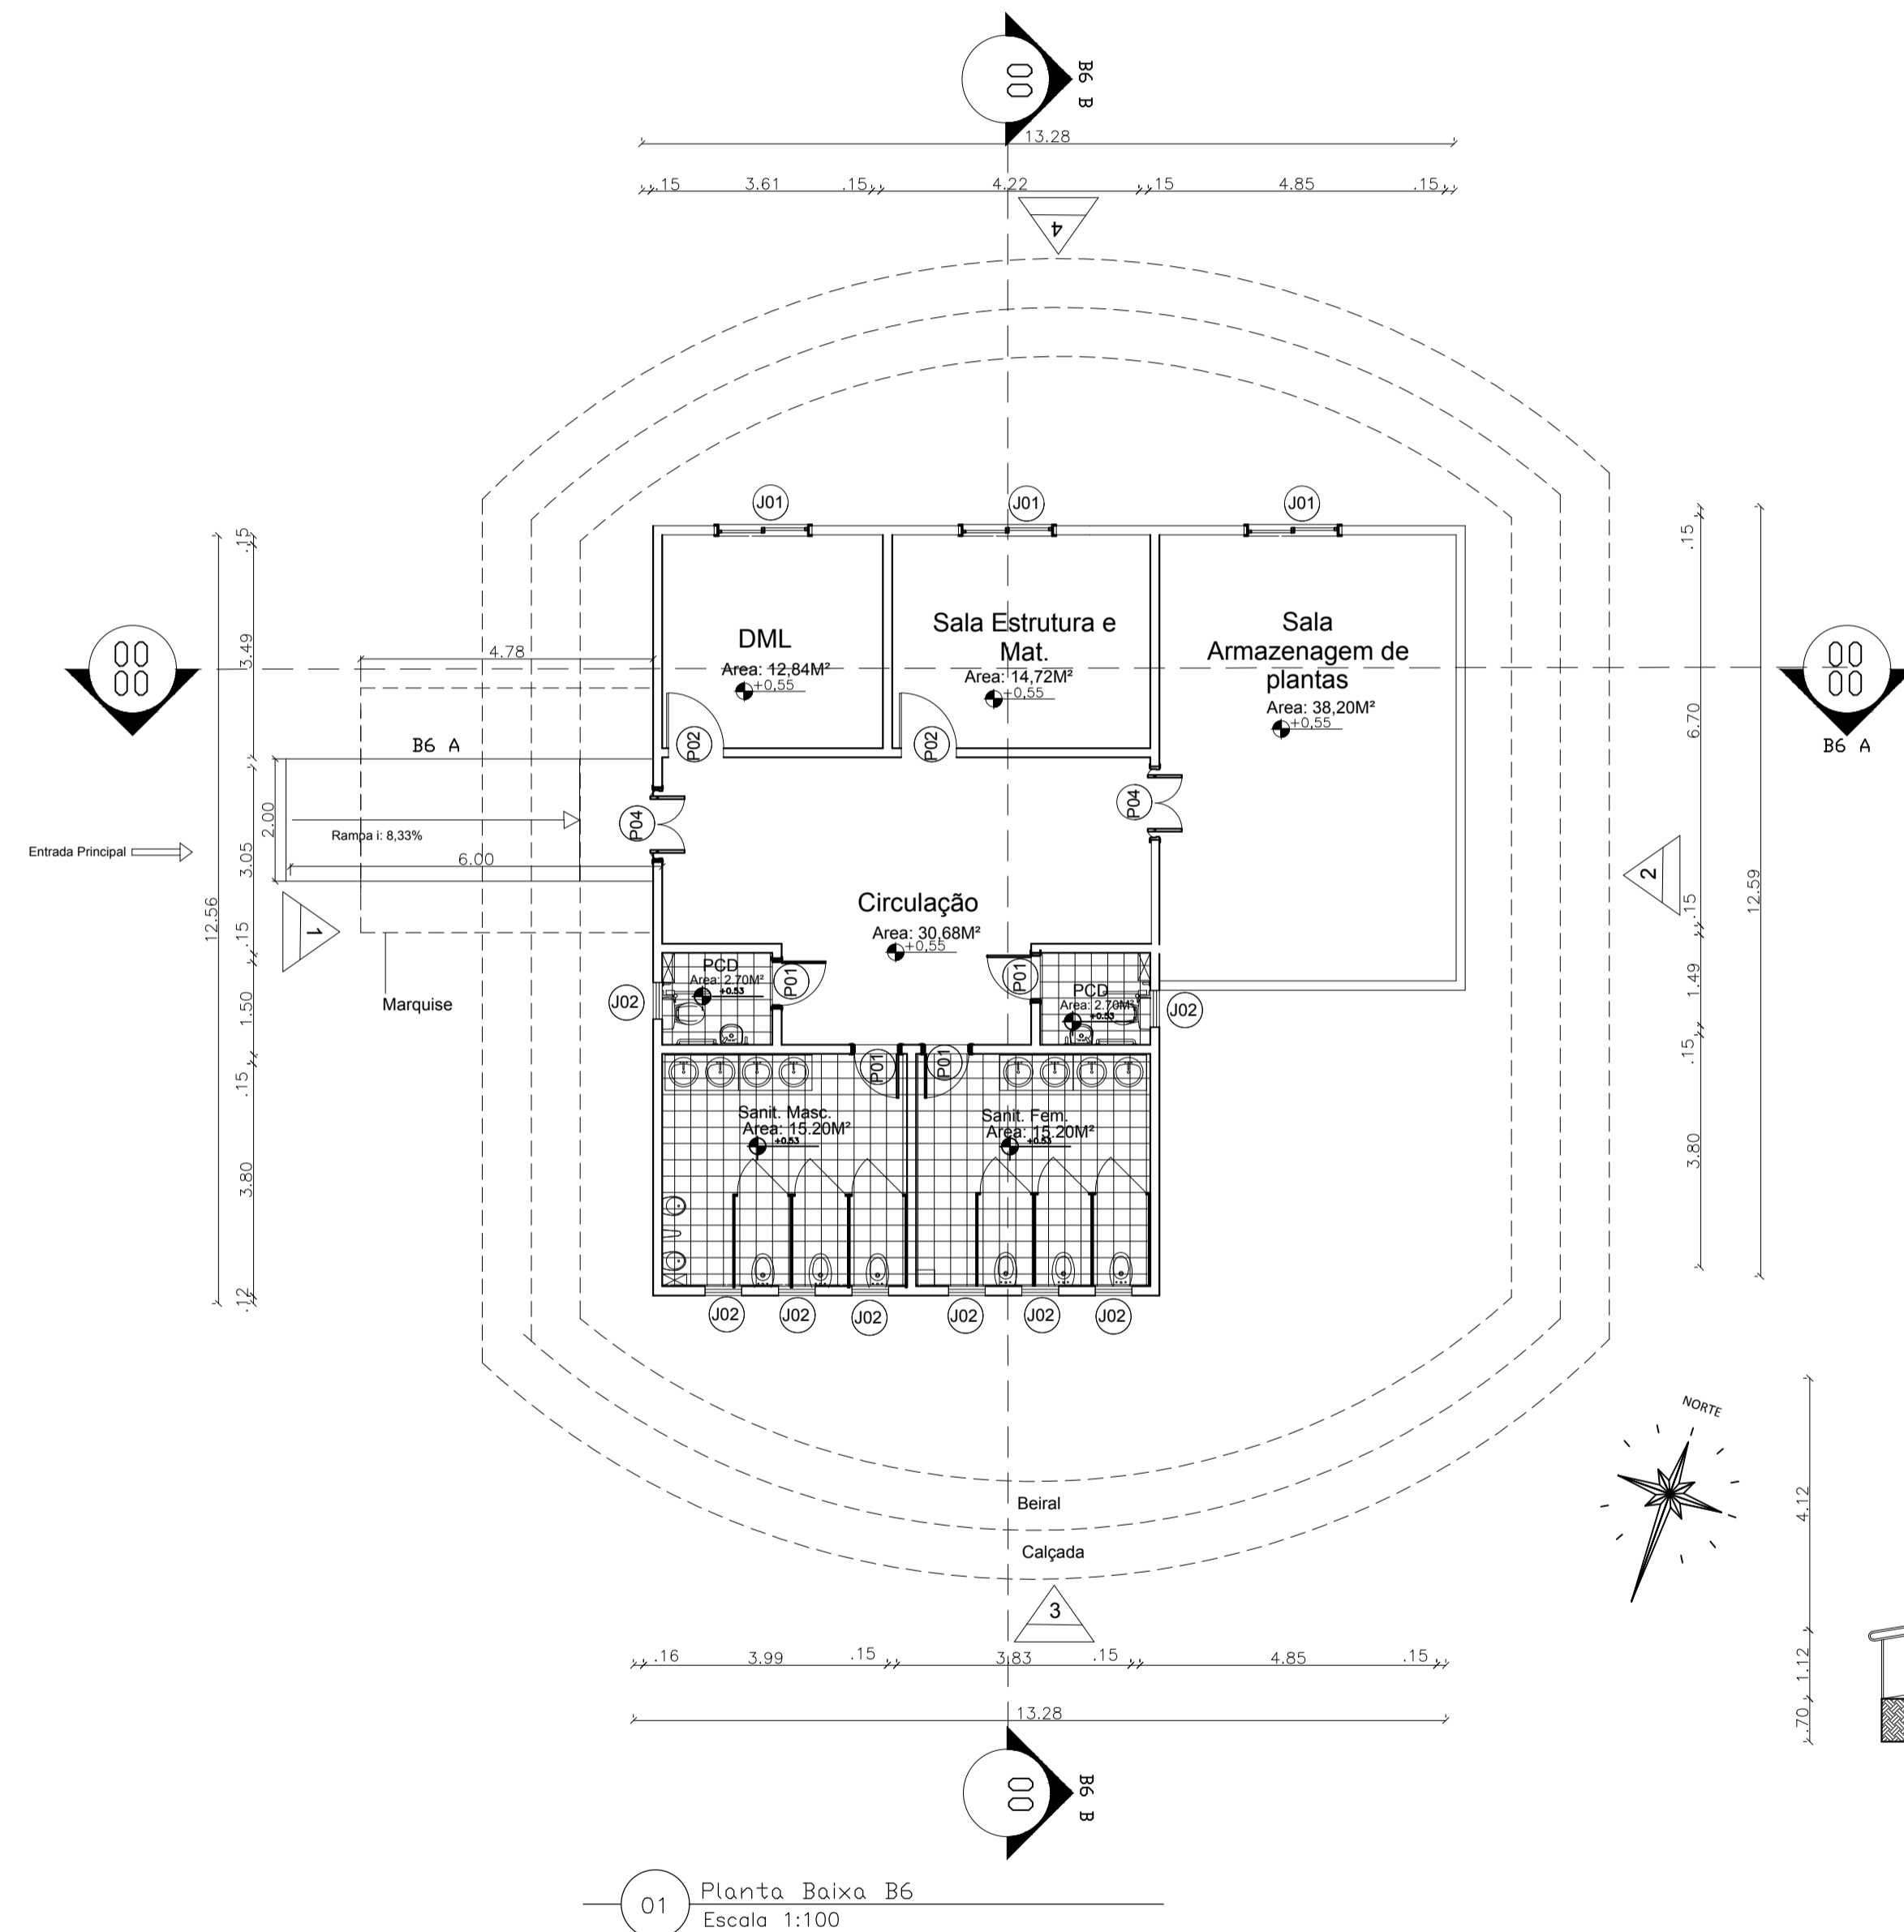 00
B6 B
13.28
.15 3.61 .15 4.22 .15 4.85 .15
4
J01 J01 J01
.15
3.49
3.05
.15
1.50
.15
3.80
.12
12.56
.15
6.70
.15
1.49
.15
3.80
12.59
00
00
B6 A
00
00
B6 A
4.78
2.00
Rampa i: 8,33%
6.00
Entrada Principal
1
Marquise
DML
Area: 12,84M²
+0,55
P02
Sala Estrutura e
Mat.
Area: 14,72M²
+0,55
P02
Sala
Armazenagem de
plantas
Area: 38,20M²
+0,55
P04
P04
2
Circulação
Area: 30,68M²
+0,55
PCD
Area: 2.70M²
+0.53
P01
J02
P01
PCD
Area: 2.70M²
+0.53
J02
P01
P01
Sanit. Masc.
Area: 15.20M²
+0.53
Sanit. Fem.
Area: 15.20M²
+0.53
J02 J02 J02 J02 J02 J02
Beiral
Calçada
3
NORTE
4.12
1.12
.70
.16 3.99 .15 3.83 .15 4.85 .15
13.28
00
B6 B
01
Planta Baixa B6
Escala 1:100